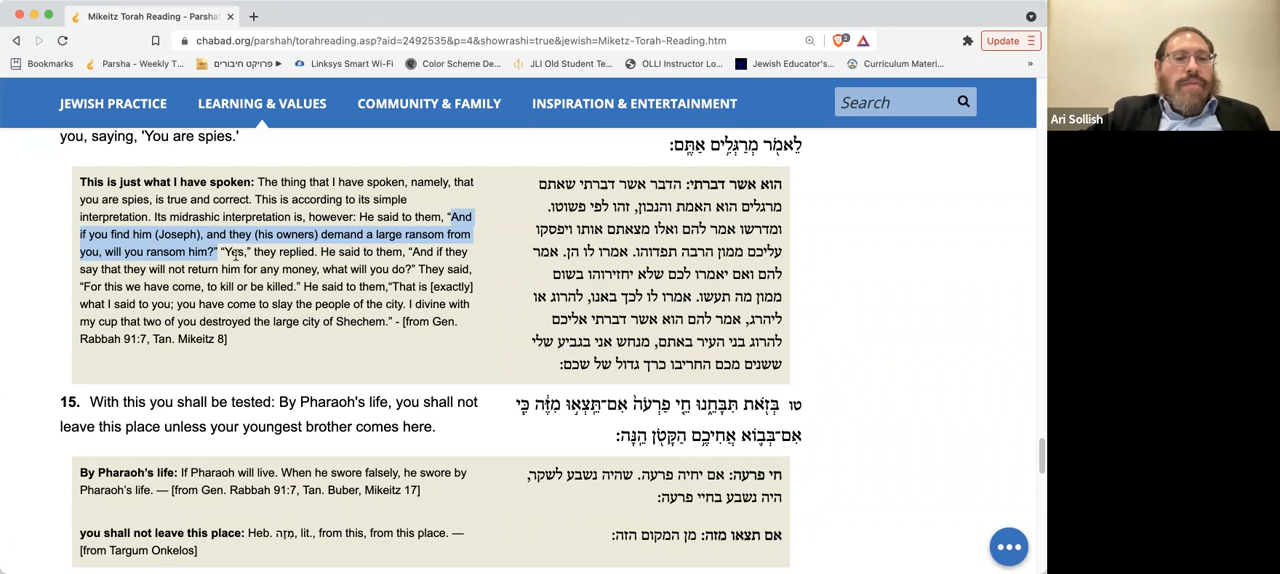 Mikeitz Torah Reading - Parsha
chabad.org/parshah/torahreading.asp?aid=2492535&p=4&showrashi=true&jewish=Miketz-Torah-Reading.htm
3
Update
Bookmarks
Parsha - Weekly T...
פרוייקט חיבורים
Linksys Smart Wi-Fi
Color Scheme De...
JLI Old Student Te...
OLLI Instructor Lo...
Jewish Educator's...
Curriculum Materi...
»
JEWISH PRACTICE
LEARNING & VALUES
COMMUNITY & FAMILY
INSPIRATION & ENTERTAINMENT
Search
Ari Sollish
you, saying, 'You are spies.'
לֵאמֹ֖ר מְרַגְּלִ֥ים אַתֶּֽם:
This is just what I have spoken: The thing that I have spoken, namely, that
you are spies, is true and correct. This is according to its simple
interpretation. Its midrashic interpretation is, however: He said to them, “And
if you find him (Joseph), and they (his owners) demand a large ransom from
you, will you ransom him?” “Yes,” they replied. He said to them, “And if they
say that they will not return him for any money, what will you do?” They said,
“For this we have come, to kill or be killed.” He said to them,“That is [exactly]
what I said to you; you have come to slay the people of the city. I divine with
my cup that two of you destroyed the large city of Shechem.” - [from Gen.
Rabbah 91:7, Tan. Mikeitz 8]
הוא אשר דברתי: הדבר אשר דברתי שאתם
מרגלים הוא האמת והנכון, זהו לפי פשוטו.
ומדרשו אמר להם ואלו מצאתם אותו ויפסקו
עליכם ממון הרבה תפדוהו. אמרו לו הן. אמר
להם ואם יאמרו לכם שלא יחזירוהו בשום
ממון מה תעשו. אמרו לו לכך באנו, להרוג או
ליהרג, אמר להם הוא אשר דברתי אליכם
להרוג בני העיר באתם, מנחש אני בגביע שלי
ששנים מכם החריבו כרך גדול של שכם:
15. With this you shall be tested: By Pharaoh's life, you shall not
leave this place unless your youngest brother comes here.
טו בְּזֹ֖את תִּבָּחֵ֑נוּ חֵ֤י פַרְעֹה֙ אִם־תֵּֽצְא֣וּ מִזֶּ֔ה כִּ֧י
אִם־בְּב֛וֹא אֲחִיכֶ֥ם הַקָּטֹ֖ן הֵֽנָּה:
By Pharaoh's life: If Pharaoh will live. When he swore falsely, he swore by
Pharaoh's life. — [from Gen. Rabbah 91:7, Tan. Buber, Mikeitz 17]
חי פרעה: אם יחיה פרעה. שהיה נשבע לשקר,
היה נשבע בחיי פרעה:
you shall not leave this place: Heb. מִזֶּה, lit., from this, from this place. —
[from Targum Onkelos]
אם תצאו מזה: מן המקום הזה: